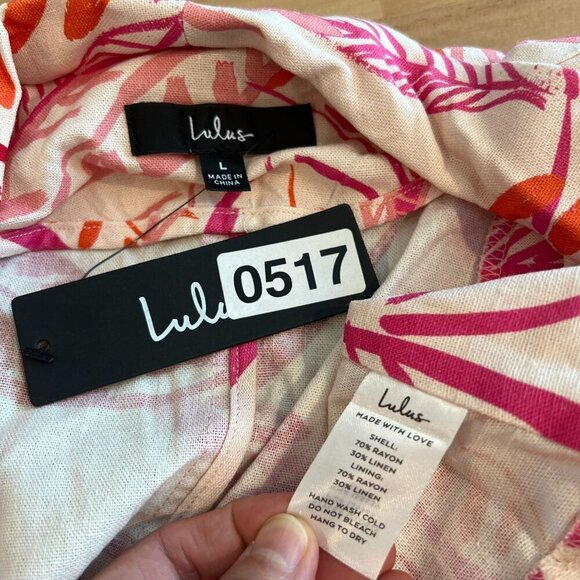 Lulus
L
MADE IN
CHINA
0517
Lulus
MADE WITH LOVE
SHELL:
70% RAYON
30% LINEN
LINING:
70% RAYON
30% LINEN
HAND WASH COLD
DO NOT BLEACH
HANG TO DRY